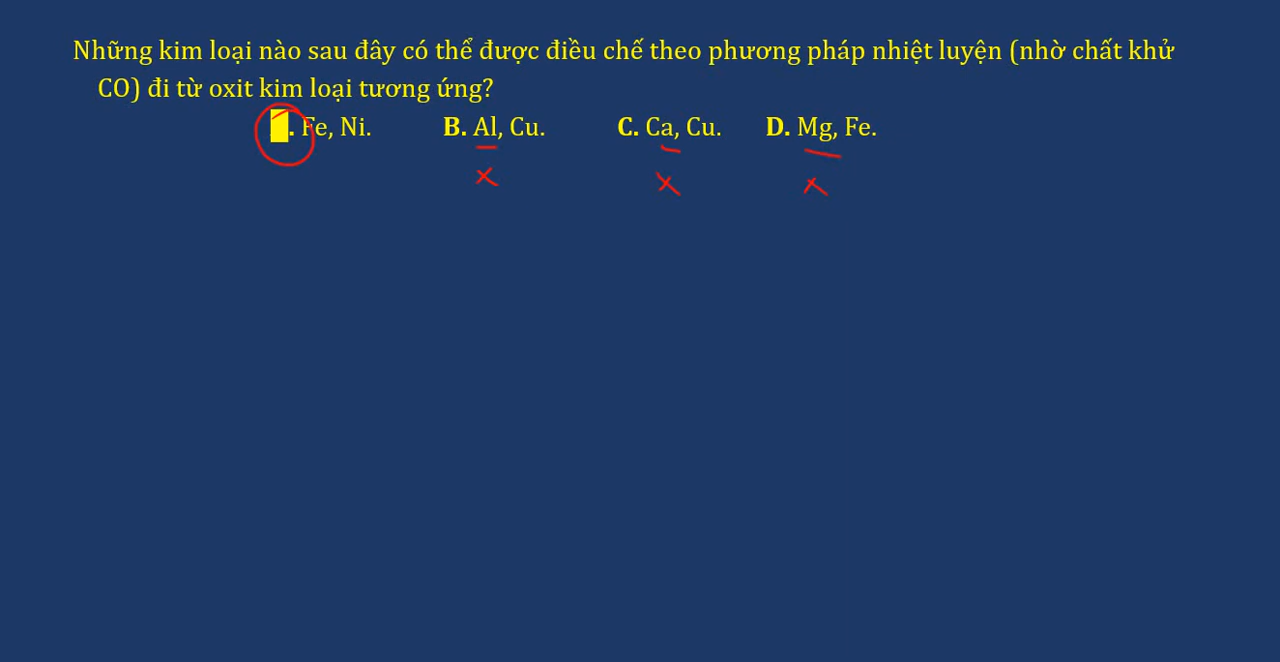 Những kim loại nào sau đây có thể được điều chế theo phương pháp nhiệt luyện (nhờ chất khử
CO) đi từ oxit kim loại tương ứng?
. Fe, Ni. B. Al, Cu. C. Ca, Cu. D. Mg, Fe.